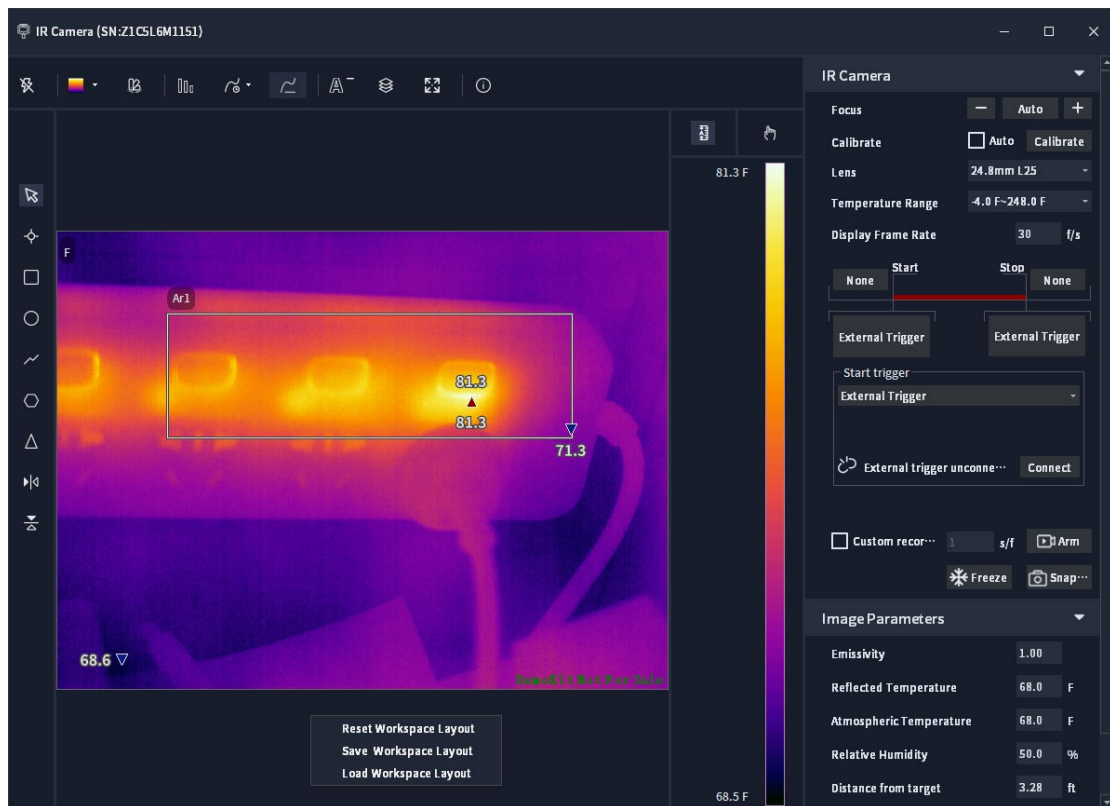 IR Camera (SN:Z1C5L6M1151)
IR Camera
Focus
Auto
Calibrate
Auto
Calibrate
Lens
24.8mm L25
Temperature Range
-4.0 F~248.0 F
Display Frame Rate
30
f/s
Start
Stop
None
None
External Trigger
External Trigger
Start trigger
External Trigger
External trigger unconne···
Connect
Custom recor···
1
s/f
Arm
Freeze
Snap···
Image Parameters
Emissivity
1.00
Reflected Temperature
68.0
F
Atmospheric Temperature
68.0
F
Relative Humidity
50.0
%
Distance from target
3.28
ft
81.3 F
68.5 F
F
Ar1
81.3
81.3
71.3
68.6
DemoKit Not For Sale
Reset Workspace Layout
Save Workspace Layout
Load Workspace Layout